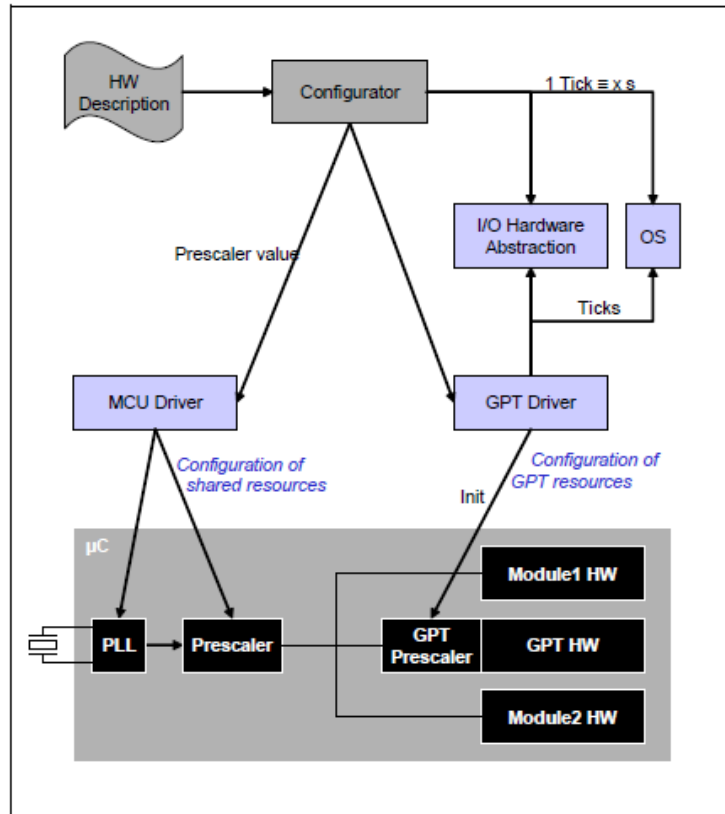 HW
Description
Configurator
1 Tick ≡ x s
I/O Hardware
Abstraction
OS
Prescaler value
Ticks
MCU Driver
GPT Driver
Configuration of
shared resources
Configuration of
GPT resources
Init
µC
Module1 HW
PLL
Prescaler
GPT
Prescaler
GPT HW
Module2 HW